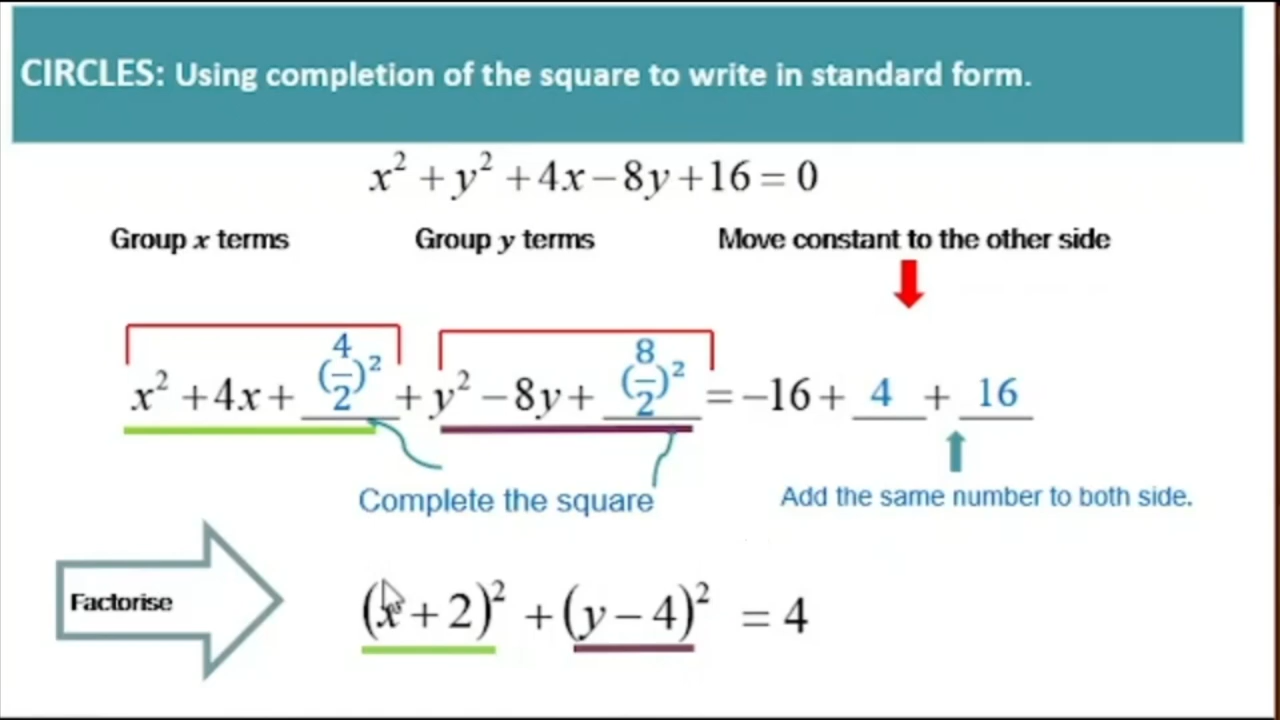 CIRCLES: Using completion of the square to write in standard form.
x² + y² + 4x − 8y + 16 = 0
Group x terms Group y terms Move constant to the other side
x² + 4x + (4/2)² + y² − 8y + (8/2)² = −16 + 4 + 16
Complete the square Add the same number to both side.
Factorise (x + 2)² + (y − 4)² = 4